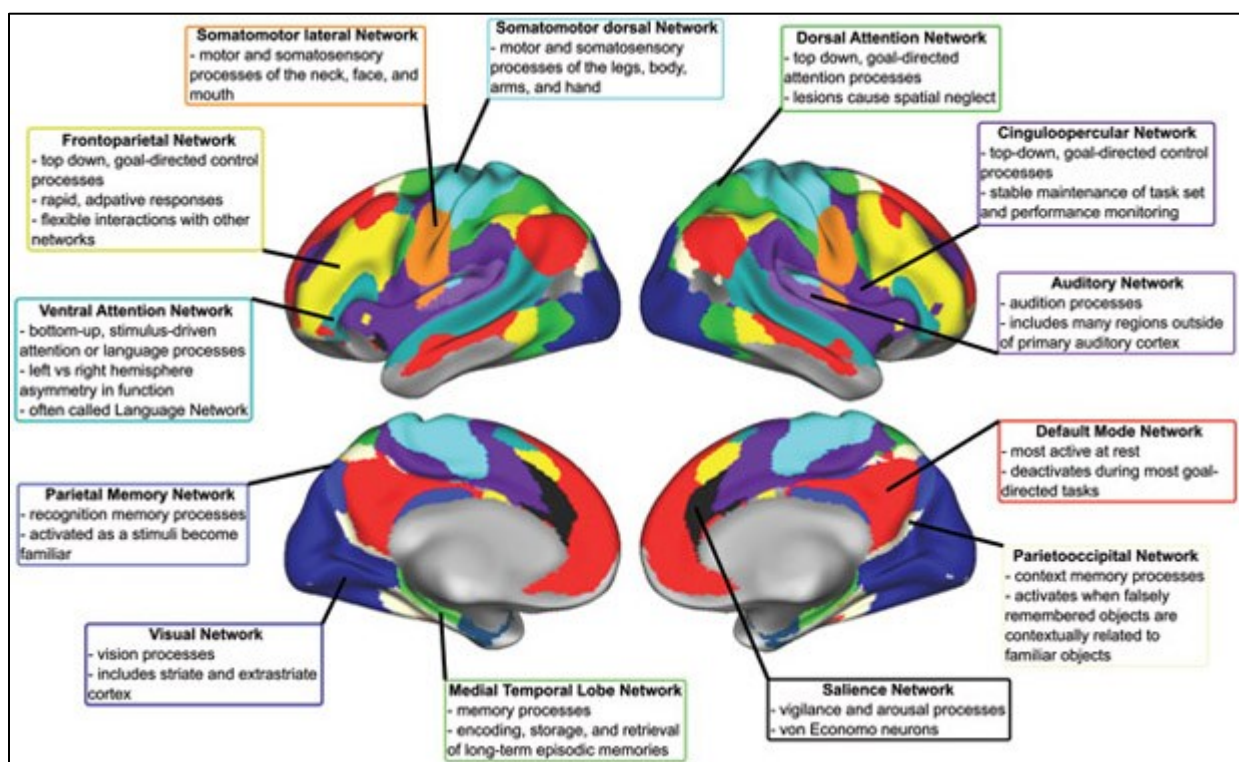 Somatomotor lateral Network
- motor and somatosensory
processes of the neck, face, and
mouth
Somatomotor dorsal Network
- motor and somatosensory
processes of the legs, body,
arms, and hand
Dorsal Attention Network
- top down, goal-directed
attention processes
- lesions cause spatial neglect
Frontoparietal Network
- top down, goal-directed control
processes
- rapid, adpative responses
- flexible interactions with other
networks
Cinguloopercular Network
- top-down, goal-directed control
processes
- stable maintenance of task set
and performance monitoring
Ventral Attention Network
- bottom-up, stimulus-driven
attention or language processes
- left vs right hemisphere
asymmetry in function
- often called Language Network
Auditory Network
- audition processes
- includes many regions outside
of primary auditory cortex
Parietal Memory Network
- recognition memory processes
- activated as a stimuli become
familiar
Default Mode Network
- most active at rest
- deactivates during most goal-
directed tasks
Visual Network
- vision processes
- includes striate and extrastriate
cortex
Parietooccipital Network
- context memory processes
- activates when falsely
remembered objects are
contextually related to
familiar objects
Medial Temporal Lobe Network
- memory processes
- encoding, storage, and retrieval
of long-term episodic memories
Salience Network
- vigilance and arousal processes
- von Economo neurons